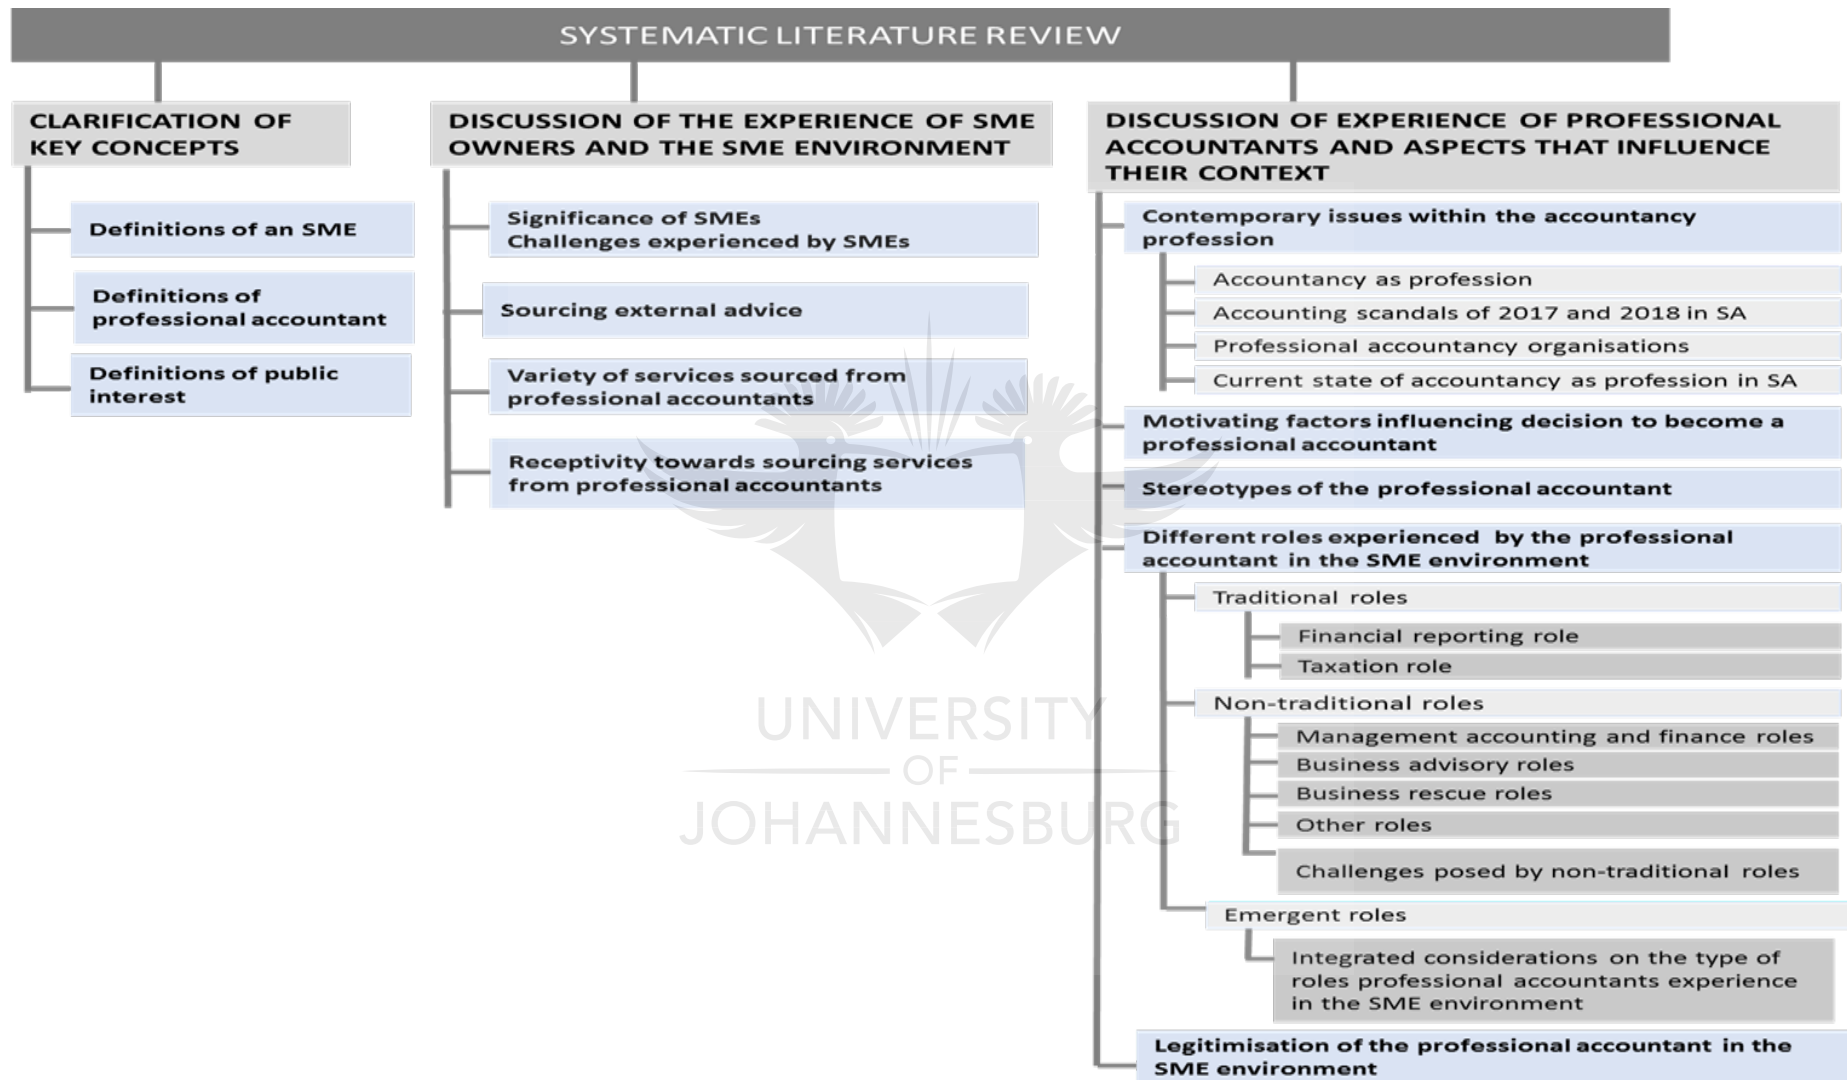 SYSTEMATIC LITERATURE REVIEW
CLARIFICATION OF
KEY CONCEPTS
Definitions of an SME
Definitions of
professional accountant
Definitions of public
interest
DISCUSSION OF THE EXPERIENCE OF SME
OWNERS AND THE SME ENVIRONMENT
Significance of SMEs
Challenges experienced by SMEs
Sourcing external advice
Variety of services sourced from
professional accountants
Receptivity towards sourcing services
from professional accountants
DISCUSSION OF EXPERIENCE OF PROFESSIONAL
ACCOUNTANTS AND ASPECTS THAT INFLUENCE
THEIR CONTEXT
Contemporary issues within the accountancy
profession
Accountancy as profession
Accounting scandals of 2017 and 2018 in SA
Professional accountancy organisations
Current state of accountancy as profession in SA
Motivating factors influencing decision to become a
professional accountant
Stereotypes of the professional accountant
Different roles experienced by the professional
accountant in the SME environment
Traditional roles
Financial reporting role
Taxation role
Non-traditional roles
Management accounting and finance roles
Business advisory roles
Business rescue roles
Other roles
Challenges posed by non-traditional roles
Emergent roles
Integrated considerations on the type of
roles professional accountants experience
in the SME environment
Legitimisation of the professional accountant in the
SME environment
UNIVERSITY
OF
JOHANNESBURG